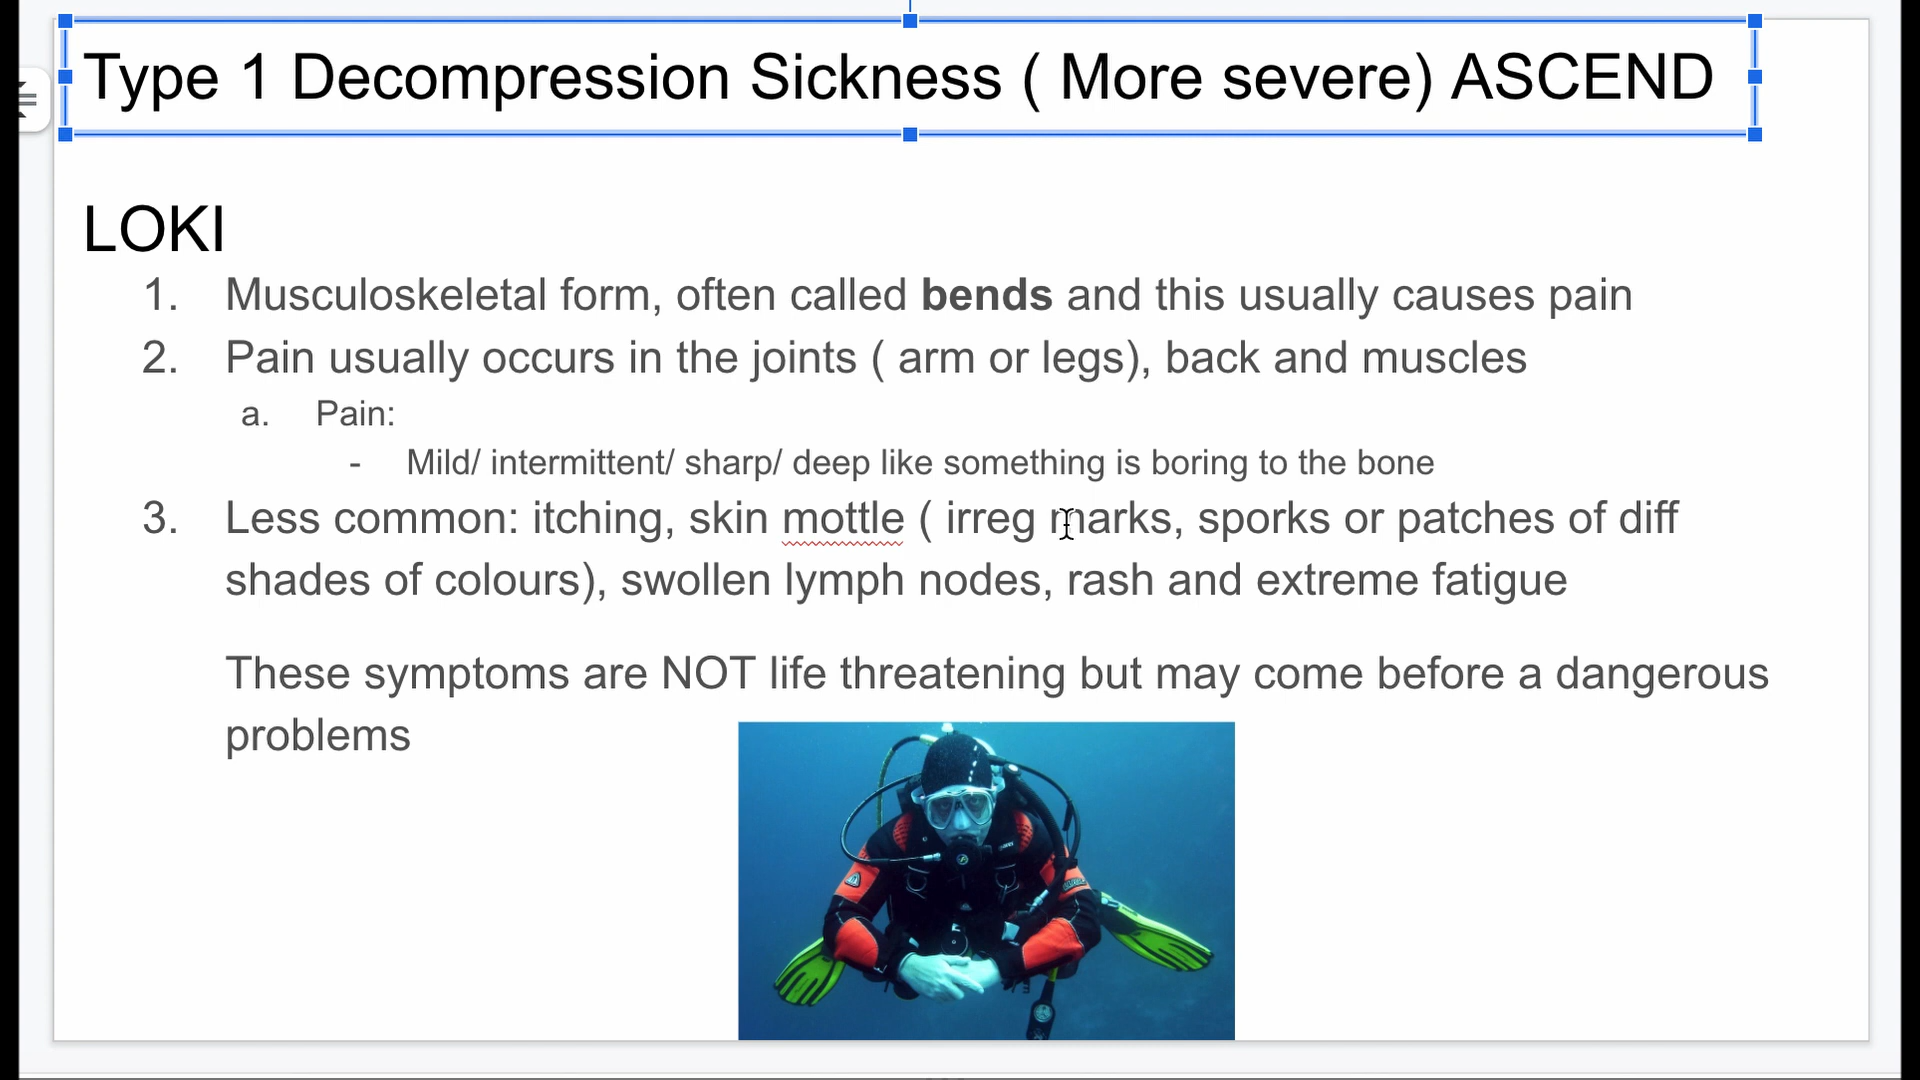 Type 1 Decompression Sickness ( More severe) ASCEND
LOKI
1. Musculoskeletal form, often called bends and this usually causes pain
2. Pain usually occurs in the joints ( arm or legs), back and muscles
a. Pain:
- Mild/ intermittent/ sharp/ deep like something is boring to the bone
3. Less common: itching, skin mottle ( irreg marks, sporks or patches of diff
shades of colours), swollen lymph nodes, rash and extreme fatigue
These symptoms are NOT life threatening but may come before a dangerous
problems